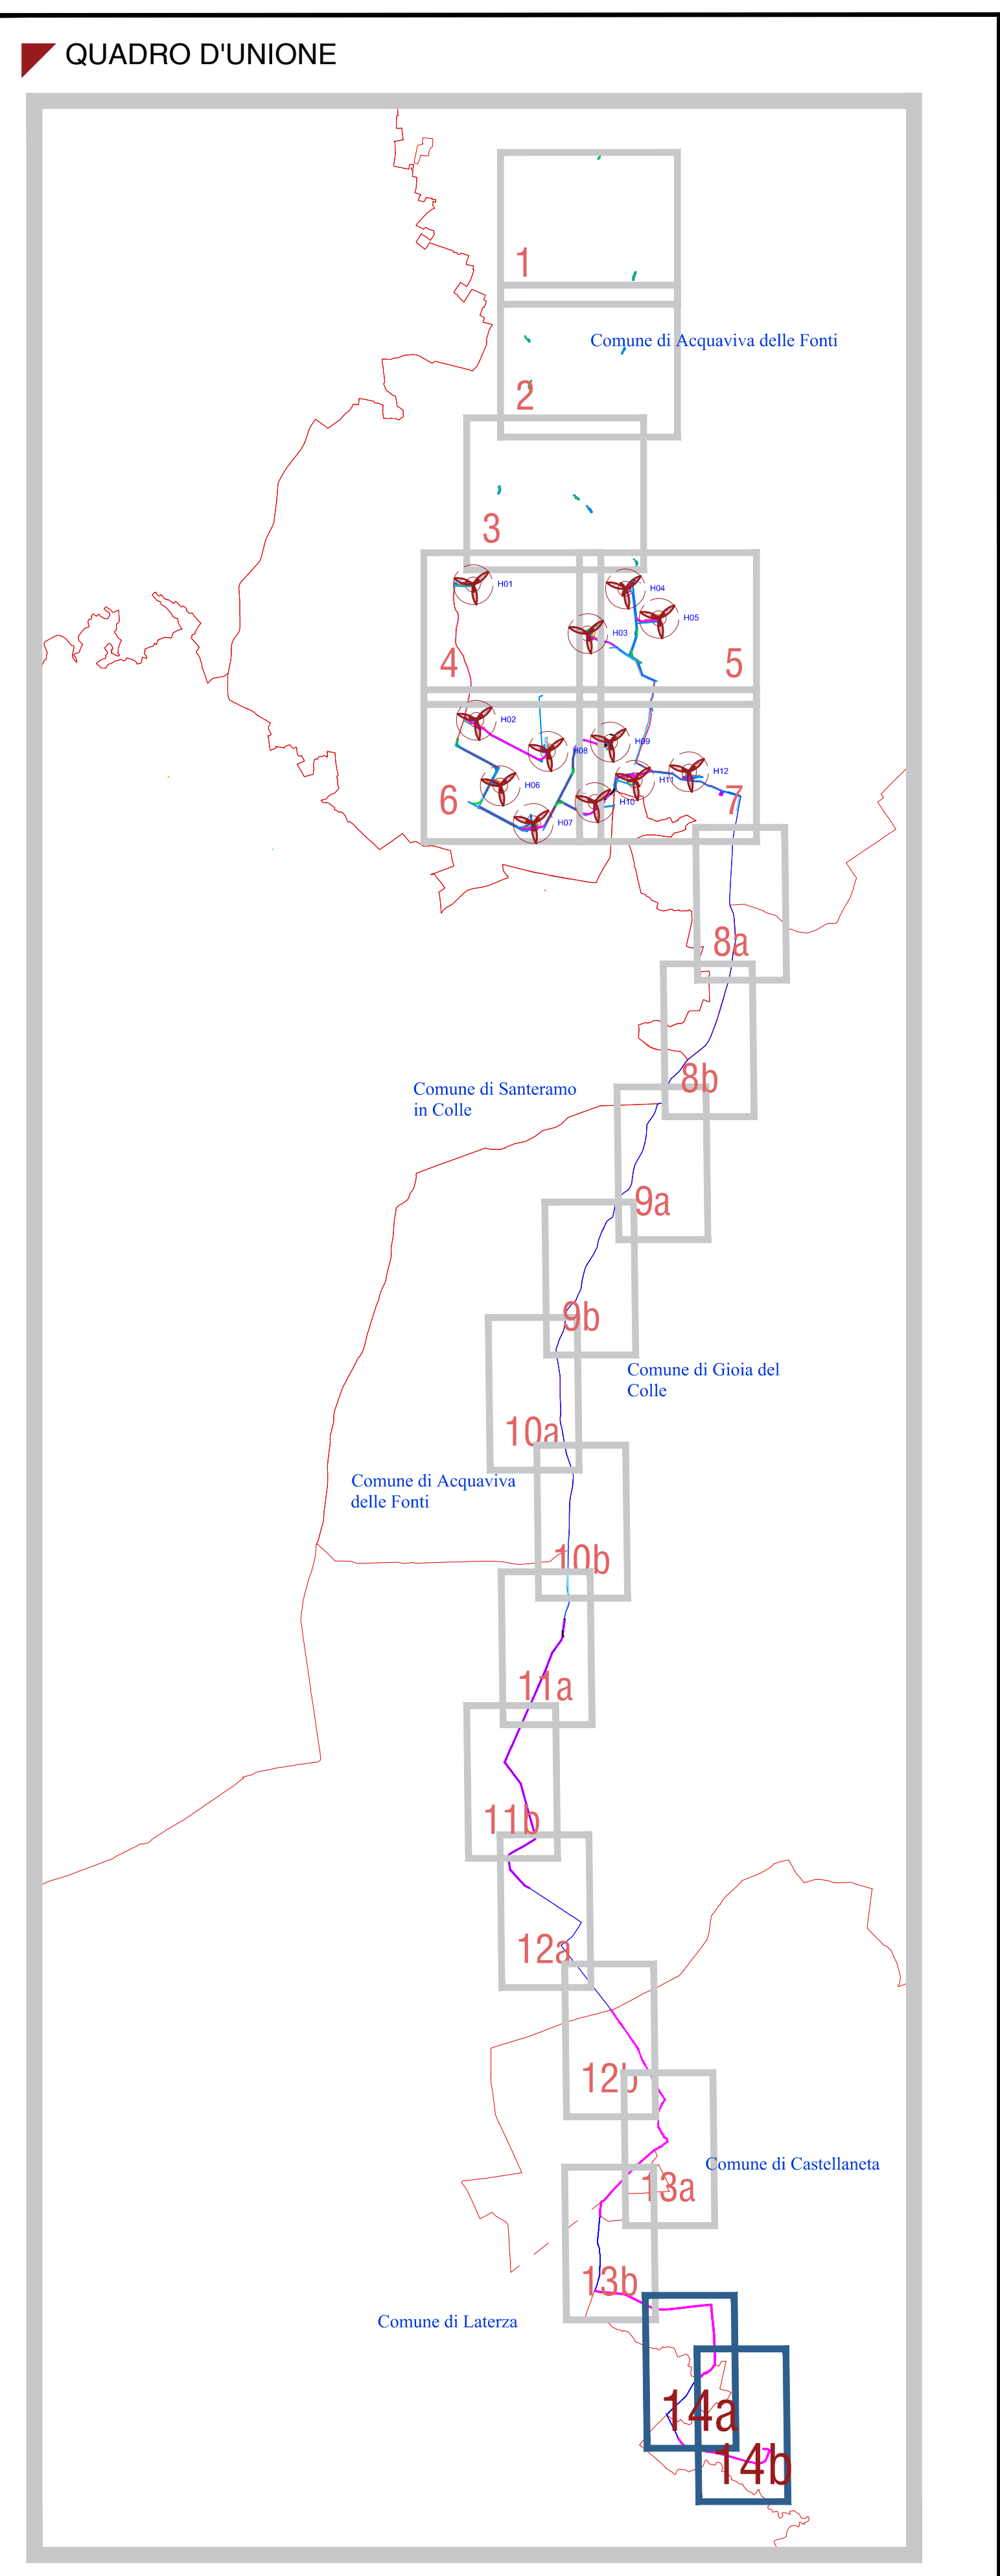 QUADRO D'UNIONE
1
Comune di Acquaviva delle Fonti
2
3
H01
H04
H05
H03
4
5
H02
H09
H08
H12
H11
H06
6
H10
7
H07
8a
8b
Comune di Santeramo
in Colle
9a
9b
Comune di Gioia del
Colle
10a
Comune di Acquaviva
delle Fonti
10b
11a
11b
12a
12b
Comune di Castellaneta
13a
13b
Comune di Laterza
14a
14b